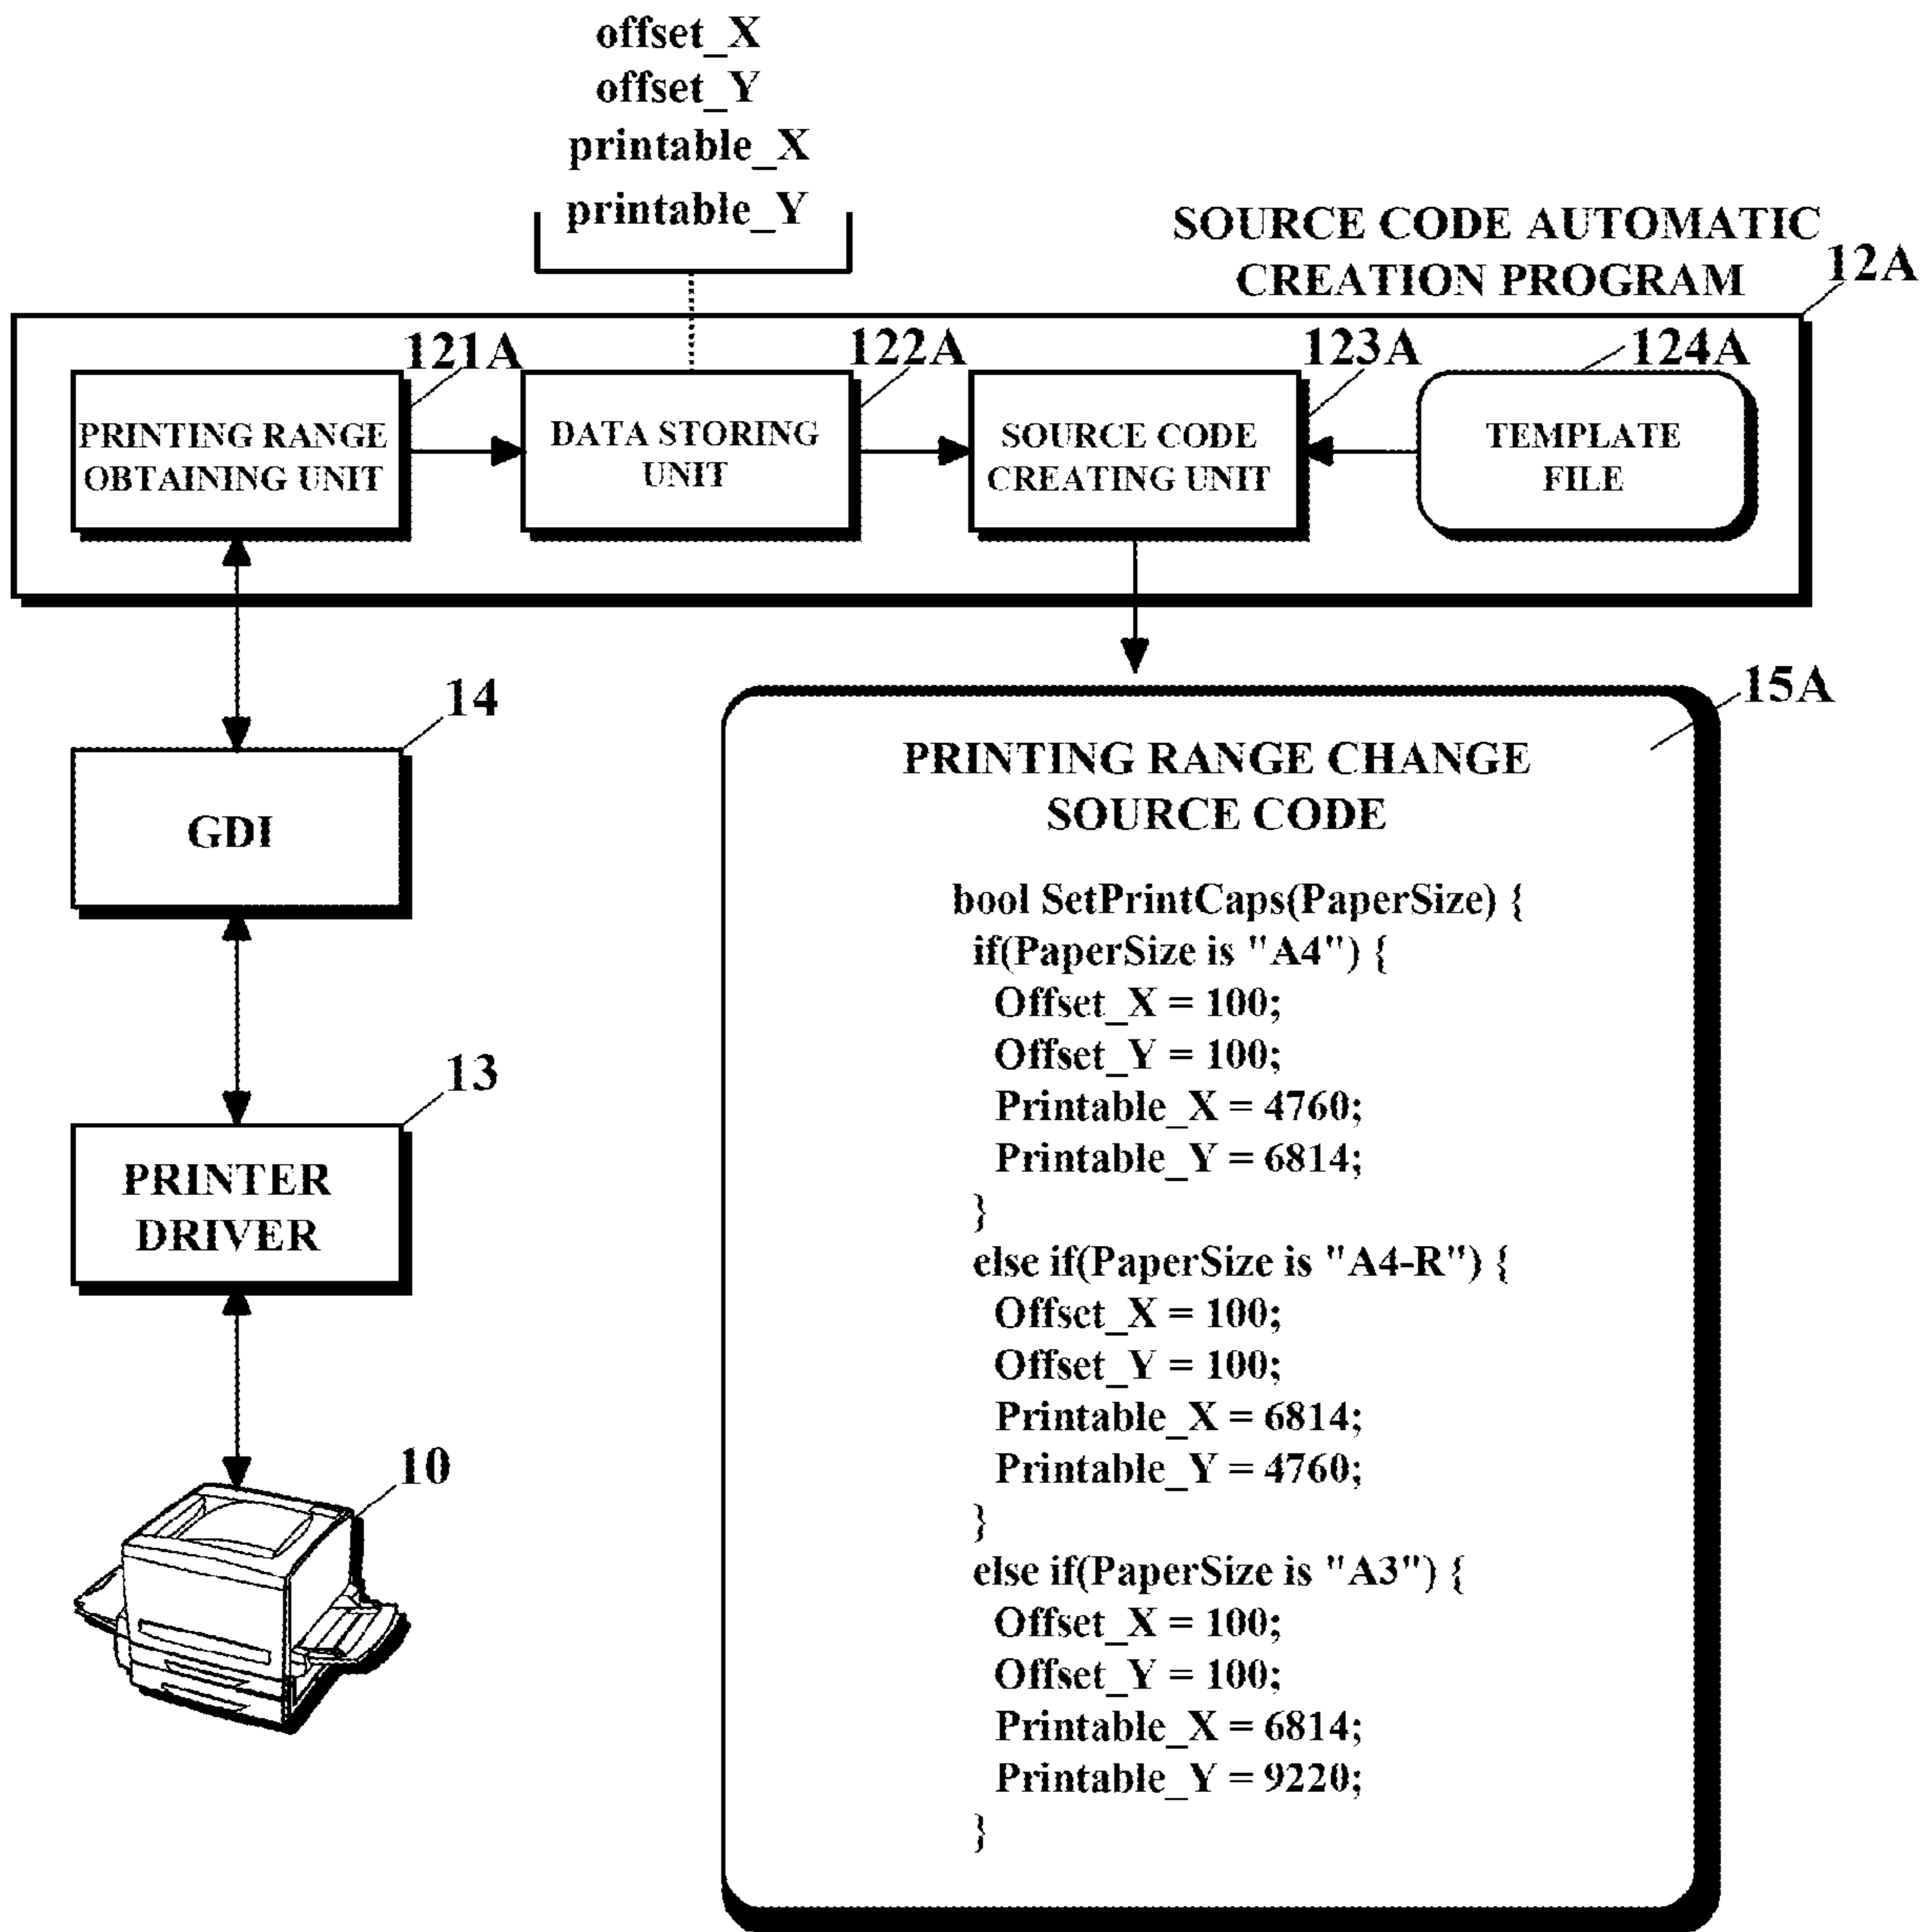 offset_X
offset_Y
printable_X
printable_Y
SOURCE CODE AUTOMATIC
CREATION PROGRAM
12A
121A
122A
123A
124A
PRINTING RANGE
OBTAINING UNIT
DATA STORING
UNIT
SOURCE CODE
CREATING UNIT
TEMPLATE
FILE
14
GDI
13
PRINTER
DRIVER
10
15A
PRINTING RANGE CHANGE
SOURCE CODE
bool SetPrintCaps(PaperSize) {
if(PaperSize is "A4") {
Offset_X = 100;
Offset_Y = 100;
Printable_X = 4760;
Printable_Y = 6814;
}
else if(PaperSize is "A4-R") {
Offset_X = 100;
Offset_Y = 100;
Printable_X = 6814;
Printable_Y = 4760;
}
else if(PaperSize is "A3") {
Offset_X = 100;
Offset_Y = 100;
Printable_X = 6814;
Printable_Y = 9220;
}